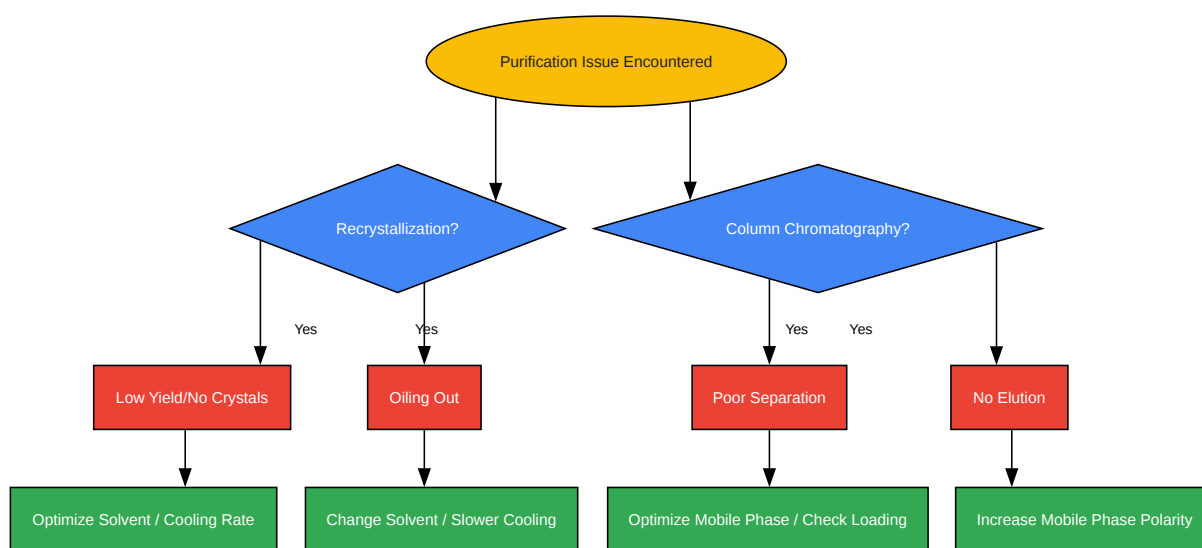 Purification Issue Encountered
Recrystallization?
Column Chromatography?
Yes
Yes
Yes
Yes
Low Yield/No Crystals
Oiling Out
Poor Separation
No Elution
Optimize Solvent / Cooling Rate
Change Solvent / Slower Cooling
Optimize Mobile Phase / Check Loading
Increase Mobile Phase Polarity